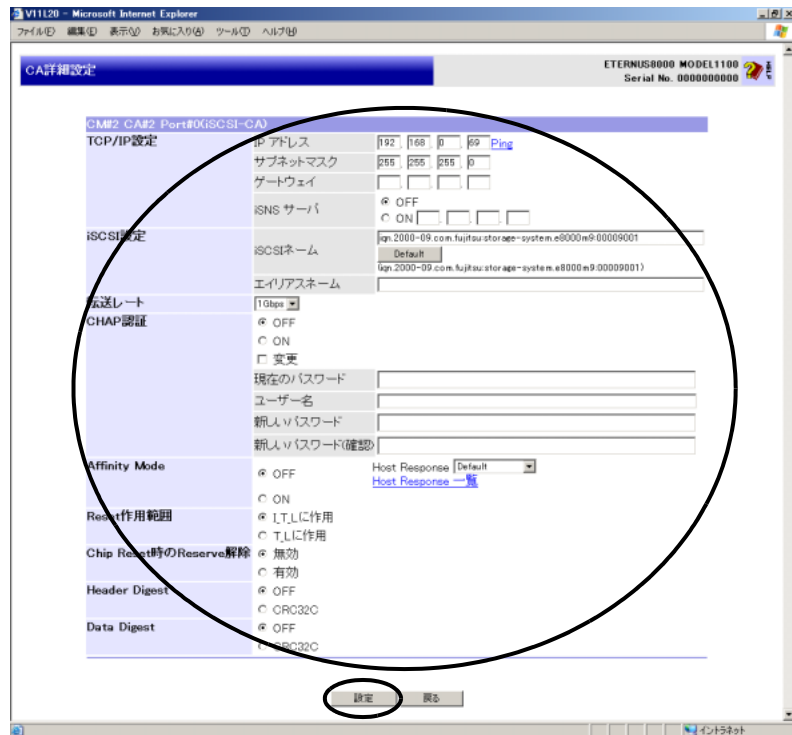 V11L20 - Microsoft Internet Explorer
ファイル(F) 編集(E) 表示(V) お気に入り(A) ツール(T) ヘルプ(H)
CA詳細設定
ETERNUS8000 MODEL1100
Serial No. 0000000000
CM#2 CA#2 Port#0(iSCSI-CA)
TCP/IP設定 IP アドレス 192 . 168 . 0 . 69 Ping
サブネットマスク 255 . 255 . 255 . 0
ゲートウェイ . . .
iSNS サーバ OFF
ON . . .
iSCSI設定 iSCSIネーム iqn.2000-09.com.fujitsu:storage-system.e8000m9:00009001
Default
(iqn.2000-09.com.fujitsu:storage-system.e8000m9:00009001)
エイリアスネーム
転送レート 1Gbps
CHAP認証 OFF
ON
変更
現在のパスワード
ユーザー名
新しいパスワード
新しいパスワード(確認)
Affinity Mode OFF Host Response Default
Host Response 一覧
ON
Reset作用範囲 I_T_Lに作用
T_Lに作用
Chip Reset時のReserve解除 無効
有効
Header Digest OFF
CRC32C
Data Digest OFF
CRC32C
設定 戻る
イントラネット